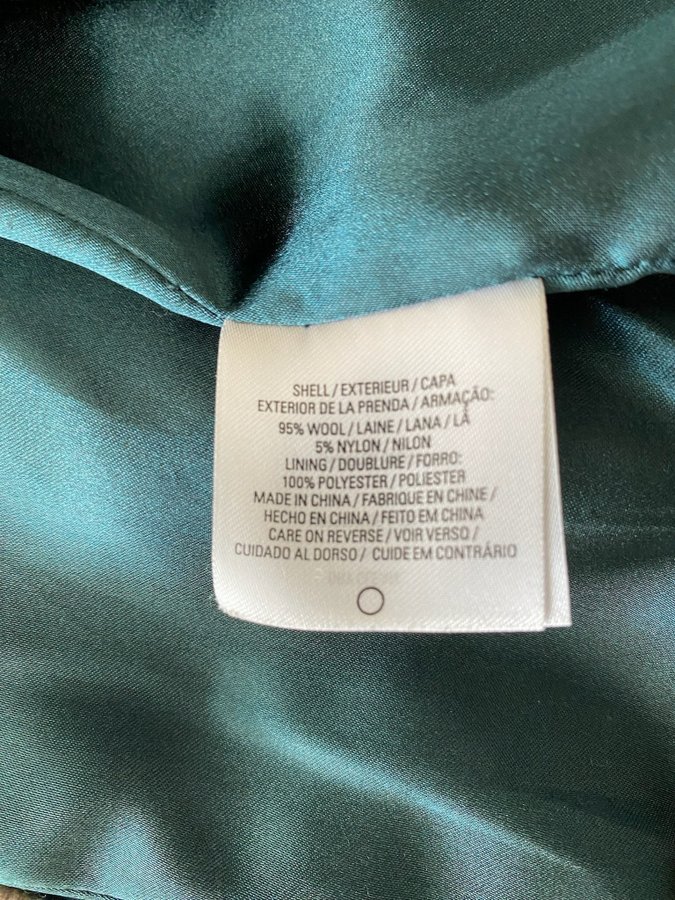 SHELL / EXTERIEUR / CAPA
EXTERIOR DE LA PRENDA / ARMAÇÃO:
95% WOOL / LAINE / LANA / LÃ
5% NYLON / NILON
LINING / DOUBLURE / FORRO:
100% POLYESTER / POLIESTER
MADE IN CHINA / FABRIQUE EN CHINE /
HECHO EN CHINA / FEITO EM CHINA
CARE ON REVERSE / VOIR VERSO /
CUIDADO AL DORSO / CUIDE EM CONTRÁRIO